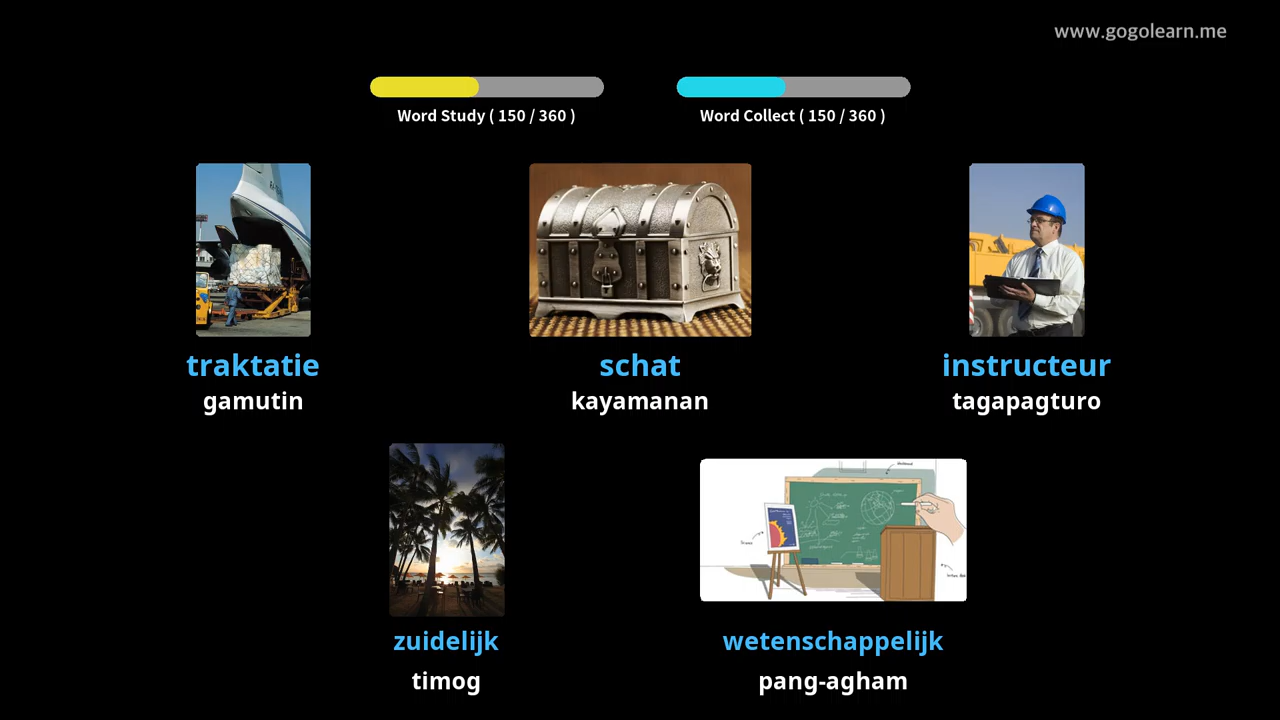 www.gogolearn.me
Word Study ( 150 / 360 )
Word Collect ( 150 / 360 )
traktatie
gamutin
schat
kayamanan
instructeur
tagapagturo
zuidelijk
timog
wetenschappelijk
pang-agham